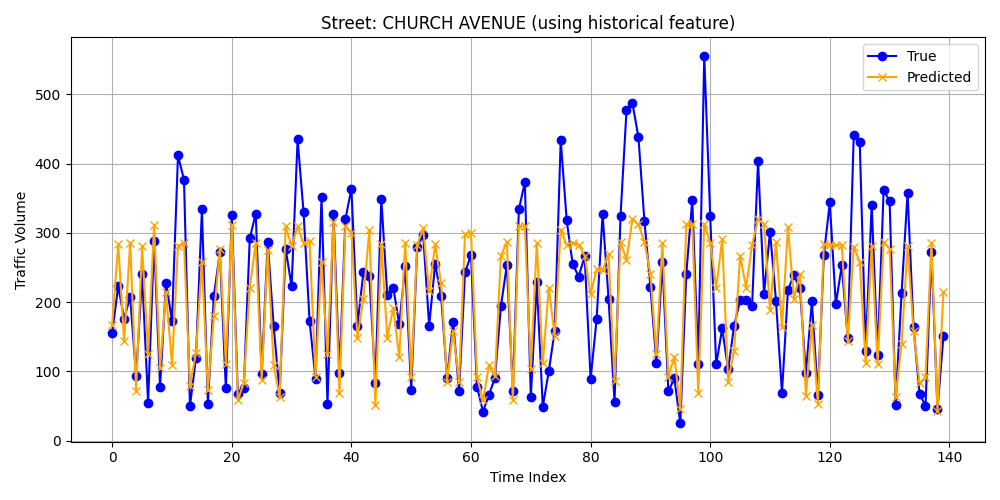 Street: CHURCH AVENUE (using historical feature)
True
Predicted
Traffic Volume
500
400
300
200
100
0
0 20 40 60 80 100 120 140
Time Index